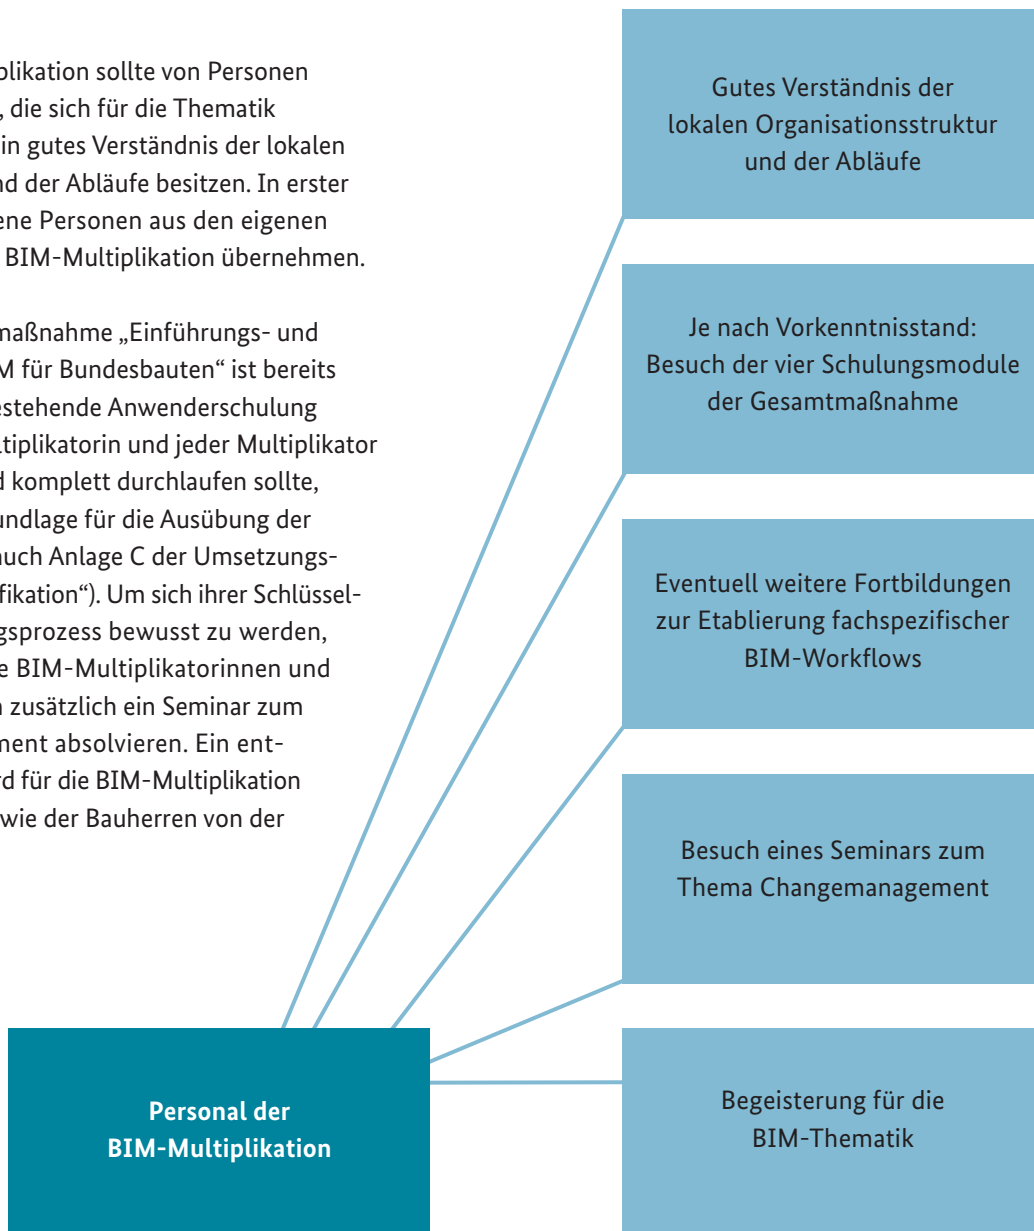 plikation sollte von Personen
, die sich für die Thematik
in gutes Verständnis der lokalen
nd der Abläufe besitzen. In erster
ene Personen aus den eigenen
BIM-Multiplikation übernehmen.
maßnahme „Einführungs- und
M für Bundesbauten“ ist bereits
estehende Anwenderschulung
ltiplikatorin und jeder Multiplikator
d komplett durchlaufen sollte,
undlage für die Ausübung der
auch Anlage C der Umsetzungs-
fikation“). Um sich ihrer Schlüssel-
gsprozess bewusst zu werden,
e BIM-Multiplikatorinnen und
n zusätzlich ein Seminar zum
ment absolvieren. Ein ent-
rd für die BIM-Multiplikation
wie der Bauherren von der
Gutes Verständnis der
lokalen Organisationsstruktur
und der Abläufe
Je nach Vorkenntnisstand:
Besuch der vier Schulungsmodule
der Gesamtmaßnahme
Eventuell weitere Fortbildungen
zur Etablierung fachspezifischer
BIM-Workflows
Besuch eines Seminars zum
Thema Changemanagement
Begeisterung für die
BIM-Thematik
Personal der
BIM-Multiplikation